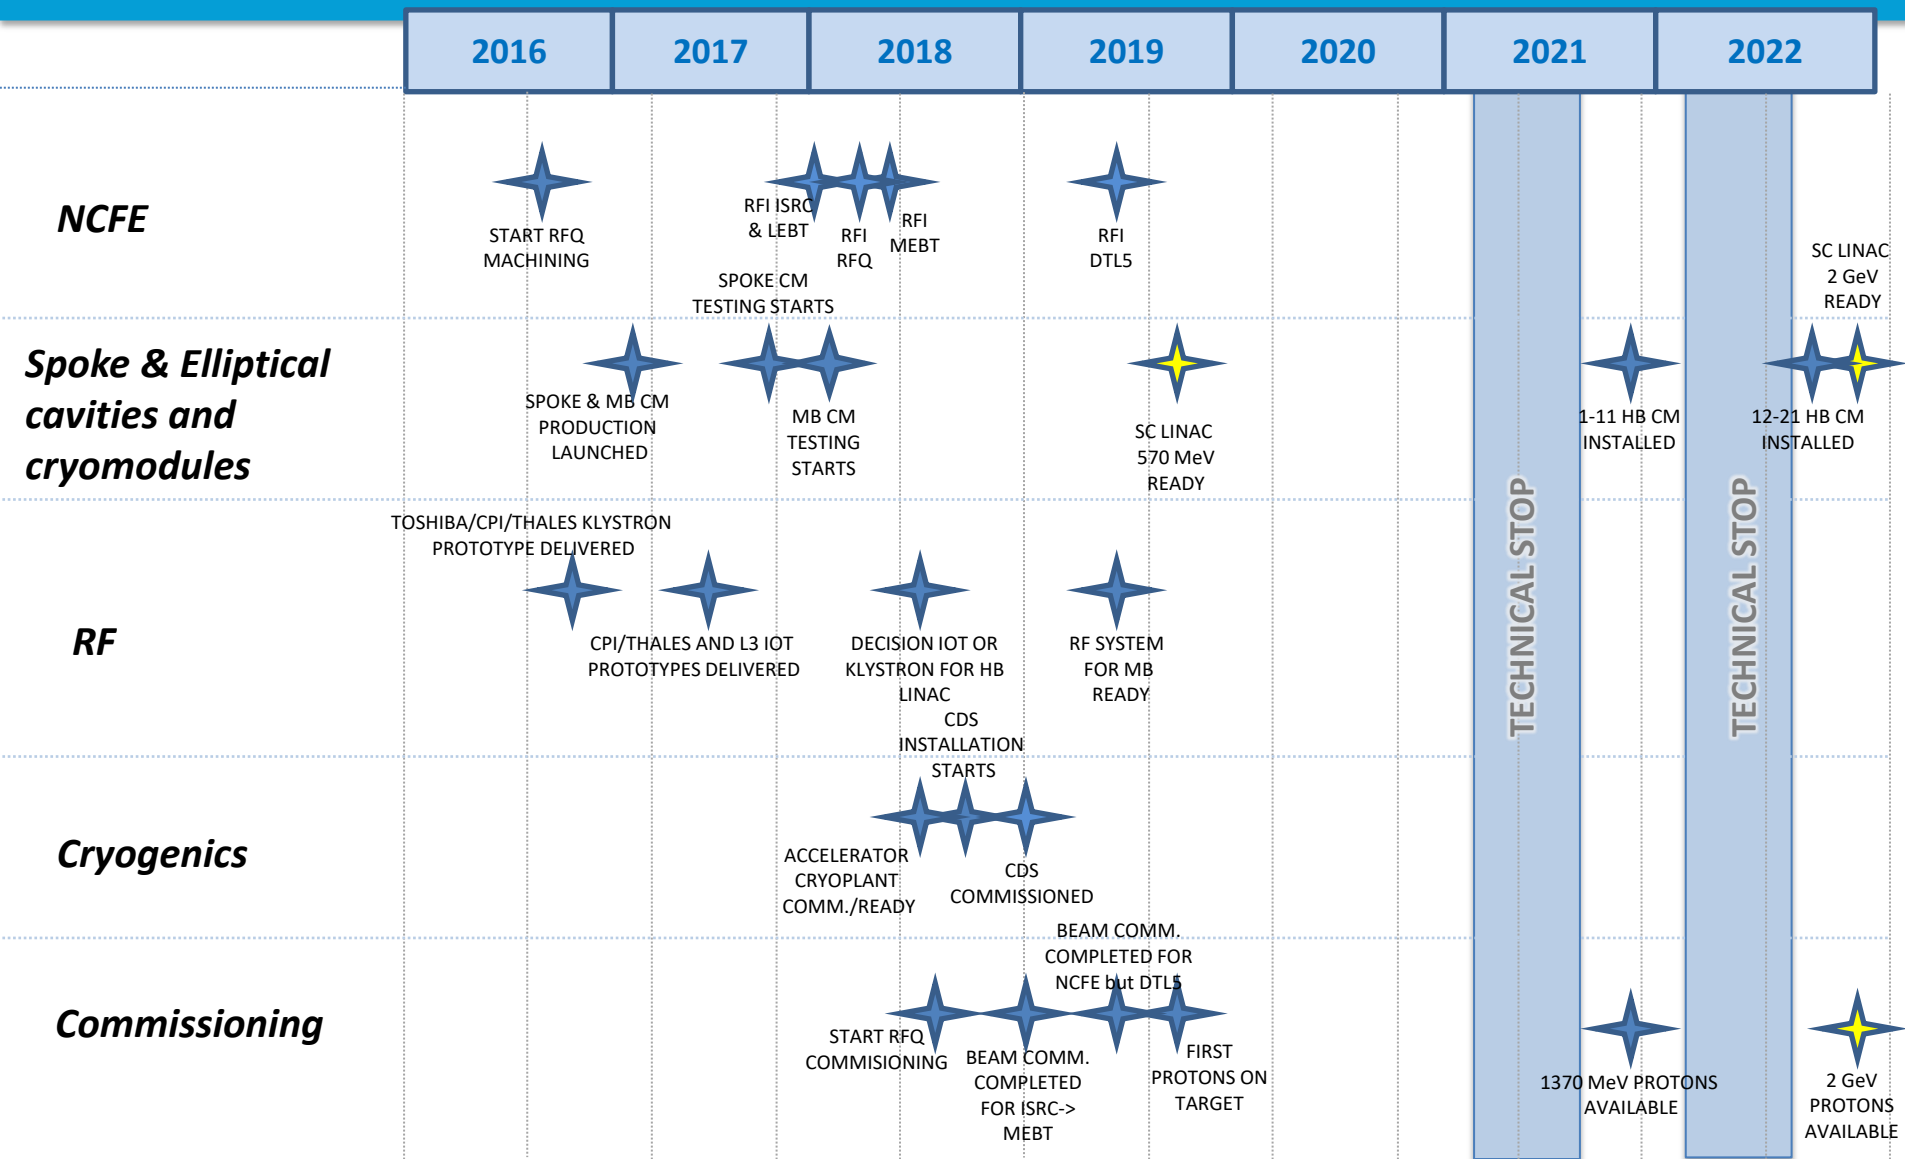 2016
2017
2018
2019
2020
2021
2022
NCFE
START RFQ
MACHINING
RFI ISRC
& LEBT
RFI
RFQ
RFI
MEBT
RFI
DTL5
SC LINAC
2 GeV
READY
SPOKE CM
TESTING STARTS
Spoke & Elliptical
cavities and
cryomodules
SPOKE & MB CM
PRODUCTION
LAUNCHED
MB CM
TESTING
STARTS
SC LINAC
570 MeV
READY
1-11 HB CM
INSTALLED
12-21 HB CM
INSTALLED
TECHNICAL STOP
TECHNICAL STOP
TOSHIBA/CPI/THALES KLYSTRON
PROTOTYPE DELIVERED
RF
CPI/THALES AND L3 IOT
PROTOTYPES DELIVERED
DECISION IOT OR
KLYSTRON FOR HB
LINAC
RF SYSTEM
FOR MB
READY
CDS
INSTALLATION
STARTS
Cryogenics
ACCELERATOR
CRYOPLANT
COMM./READY
CDS
COMMISSIONED
BEAM COMM.
COMPLETED FOR
NCFE but DTL5
Commissioning
START RFQ
COMMISIONING
BEAM COMM.
COMPLETED
FOR ISRC->
MEBT
FIRST
PROTONS ON
TARGET
1370 MeV PROTONS
AVAILABLE
2 GeV
PROTONS
AVAILABLE